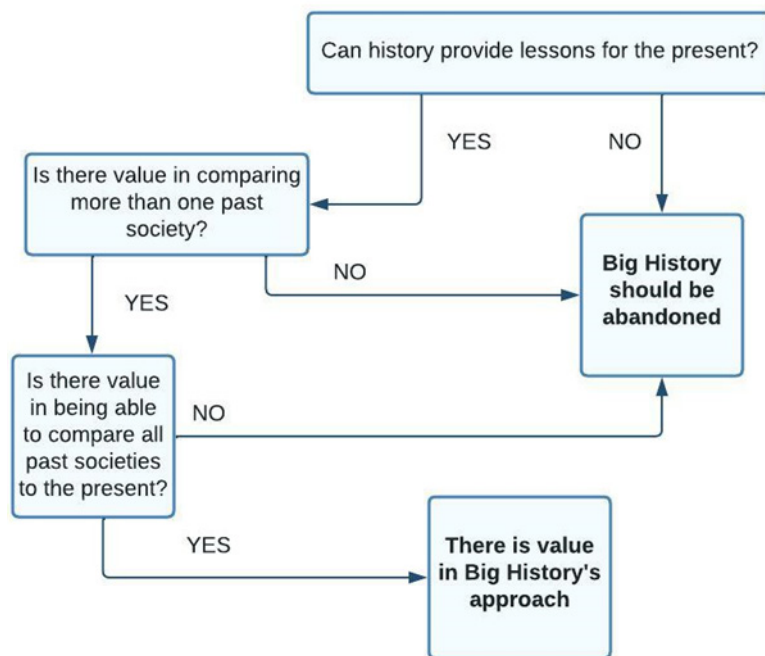 Can history provide lessons for the present?
YES
NO
Is there value in comparing
more than one past
society?
NO
YES
Big History
should be
abandoned
Is there value
in being able
to compare all
past societies
to the present?
NO
YES
There is value
in Big History's
approach